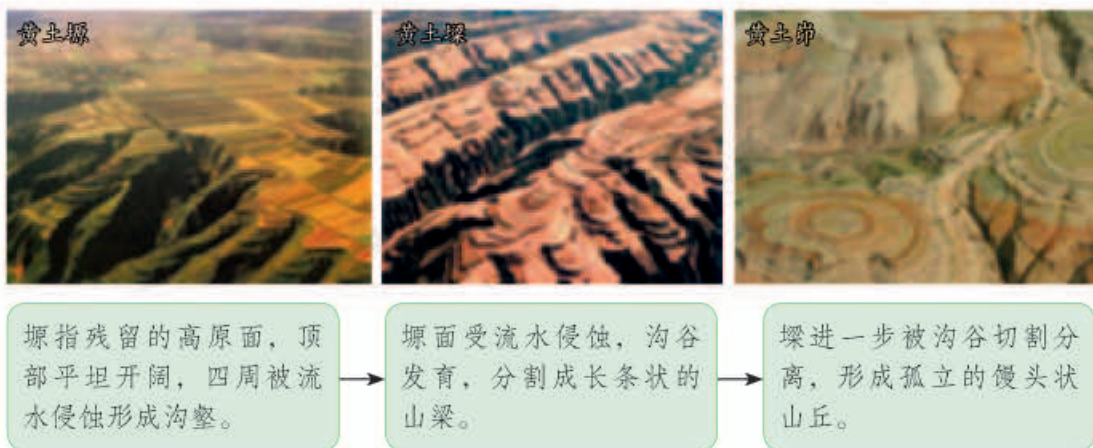 黄土塬
黄土墚
黄土峁
塬指残留的高原面，顶
部平坦开阔，四周被流
水侵蚀形成沟壑。
塬面受流水侵蚀，沟谷
发育，分割成长条状的
山梁。
墚进一步被沟谷切割分
离，形成孤立的馒头状
山丘。